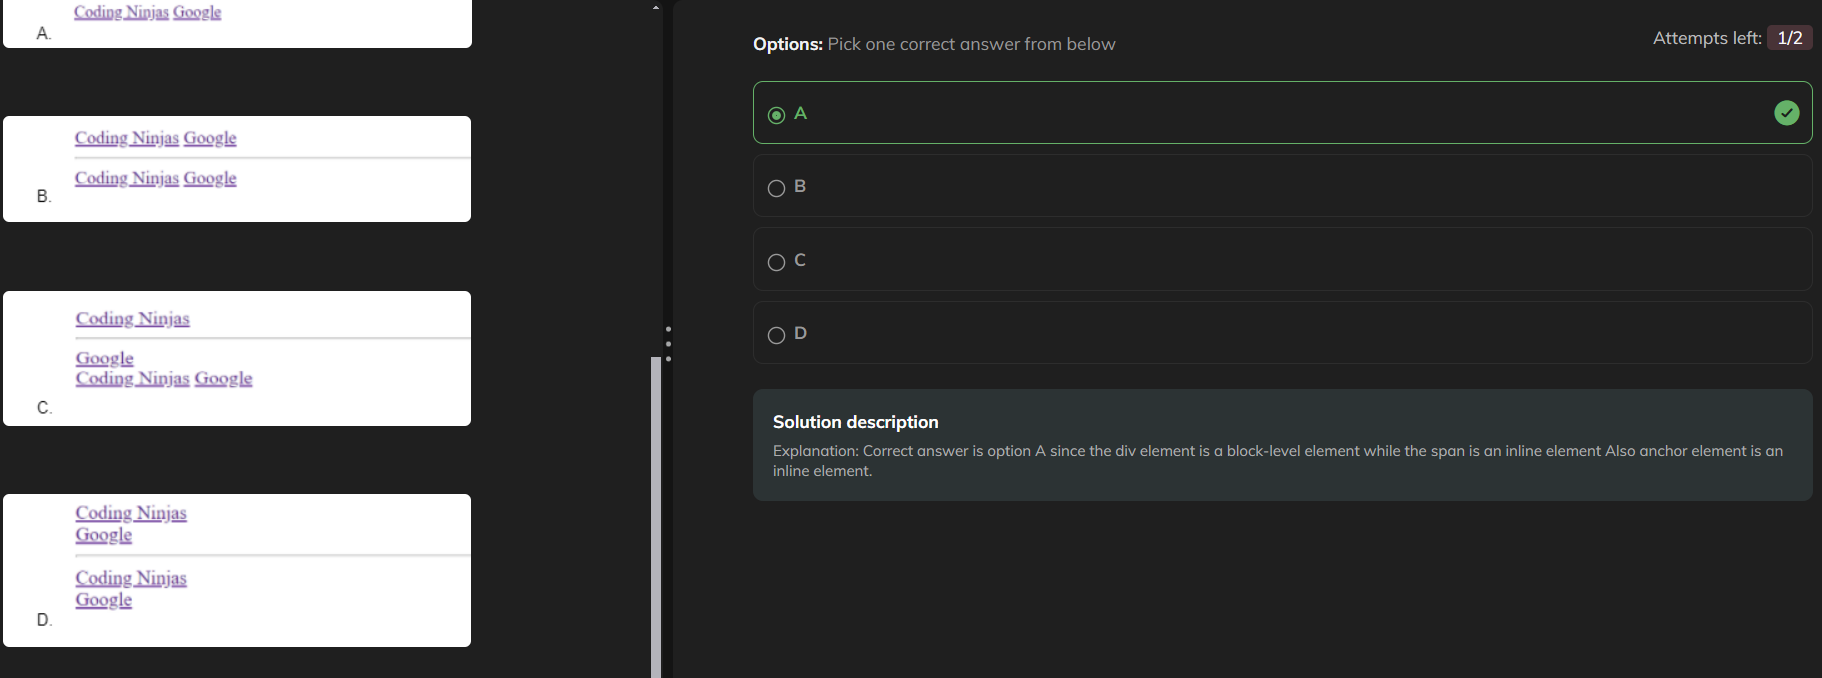 Coding Ninjas Google
A.
Coding Ninjas Google
Coding Ninjas Google
B.
Coding Ninjas
Google
Coding Ninjas Google
C.
Coding Ninjas
Google
Coding Ninjas
Google
D.
Options: Pick one correct answer from below
Attempts left: 1/2
A
B
C
D
Solution description
Explanation: Correct answer is option A since the div element is a block-level element while the span is an inline element Also anchor element is an
inline element.